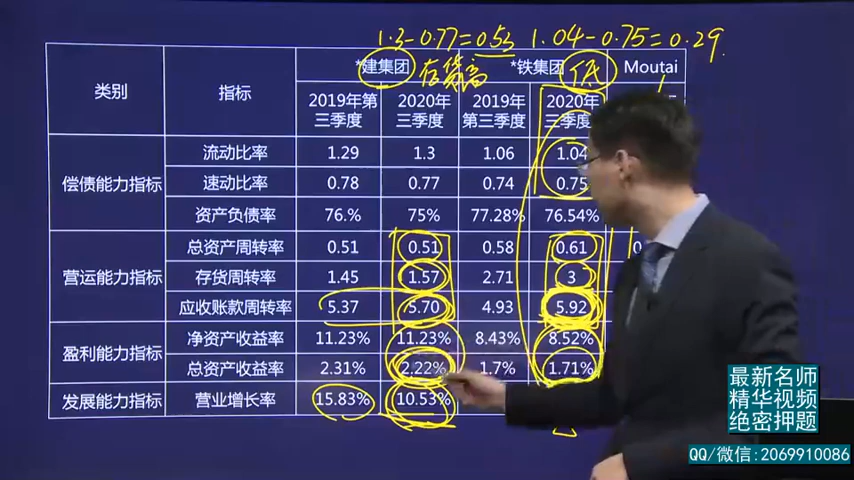 1.3-0.77=0.53 1.04-0.75=0.29
类别 指标 *建集团 存货高 *铁集团 低 Moutai
2019年第三季度 2020年三季度 2019年第三季度 2020年三季度
偿债能力指标 流动比率 1.29 1.3 1.06 1.04
速动比率 0.78 0.77 0.74 0.75
资产负债率 76.% 75% 77.28% 76.54%
营运能力指标 总资产周转率 0.51 0.51 0.58 0.61
存货周转率 1.45 1.57 2.71 3
应收账款周转率 5.37 5.70 4.93 5.92
盈利能力指标 净资产收益率 11.23% 11.23% 8.43% 8.52%
总资产收益率 2.31% 2.22% 1.7% 1.71%
发展能力指标 营业增长率 15.83% 10.53%
最新名师
精华视频
绝密押题
QQ/微信:2069910086